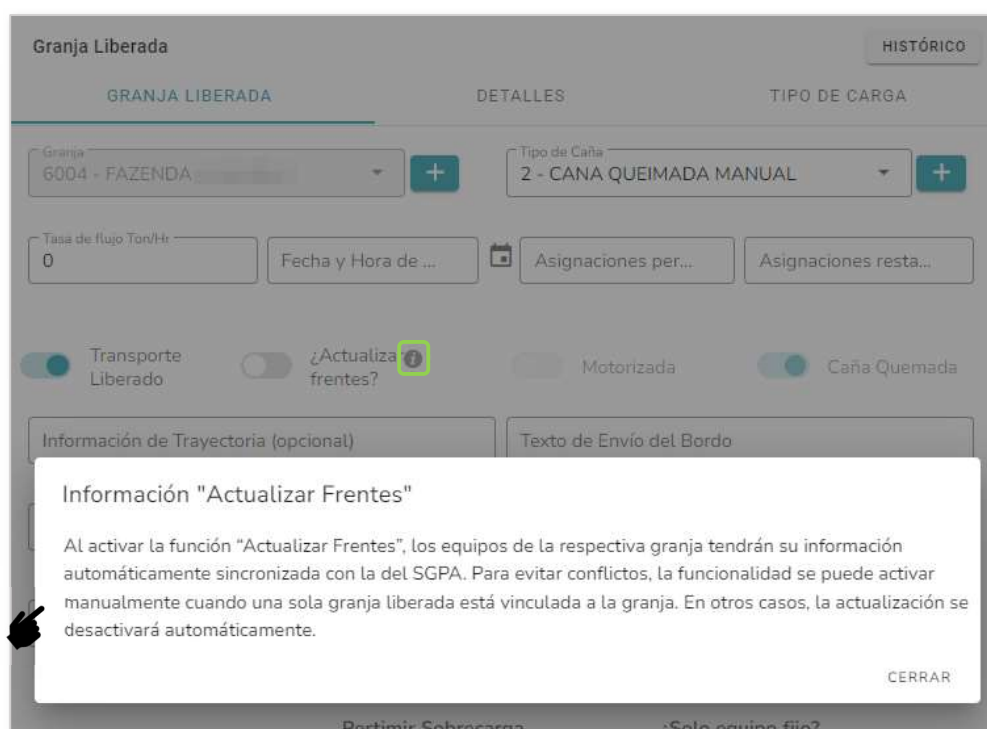 Granja Liberada
HISTÓRICO
GRANJA LIBERADA
DETALLES
TIPO DE CARGA
Granja
6004 - FAZENDA
+
Tipo de Caña
2 - CANA QUEIMADA MANUAL
+
Tasa de flujo Ton/Hr
0
Fecha y Hora de ...
Asignaciones per...
Asignaciones resta...
Transporte
Liberado
¿Actualizar
frentes?
Motorizada
Caña Quemada
Información de Trayectoria (opcional)
Texto de Envío del Bordo
Información "Actualizar Frentes"
Al activar la función “Actualizar Frentes”, los equipos de la respectiva granja tendrán su información
automáticamente sincronizada con la del SGPA. Para evitar conflictos, la funcionalidad se puede activar
manualmente cuando una sola granja liberada está vinculada a la granja. En otros casos, la actualización se
desactivará automáticamente.
CERRAR
Sobrecarga
¿Solo equipo fijo?